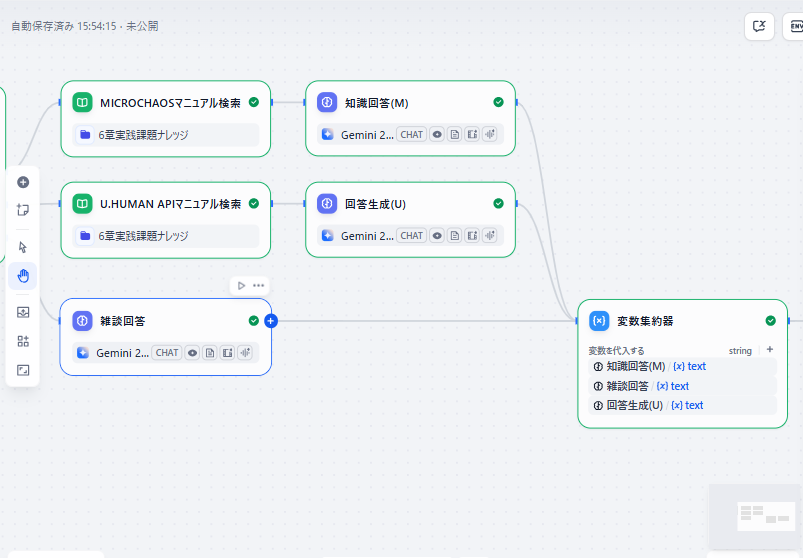 自動保存済み 15:54:15 · 未公開
ENV
MICROCHAOSマニュアル検索
6章実践課題ナレッジ
知識回答(M)
Gemini 2... CHAT
U.HUMAN APIマニュアル検索
6章実践課題ナレッジ
回答生成(U)
Gemini 2... CHAT
雑談回答
Gemini 2... CHAT
{x} 変数集約器
変数を代入する string +
知識回答(M) / {x} text
雑談回答 / {x} text
回答生成(U) / {x} text